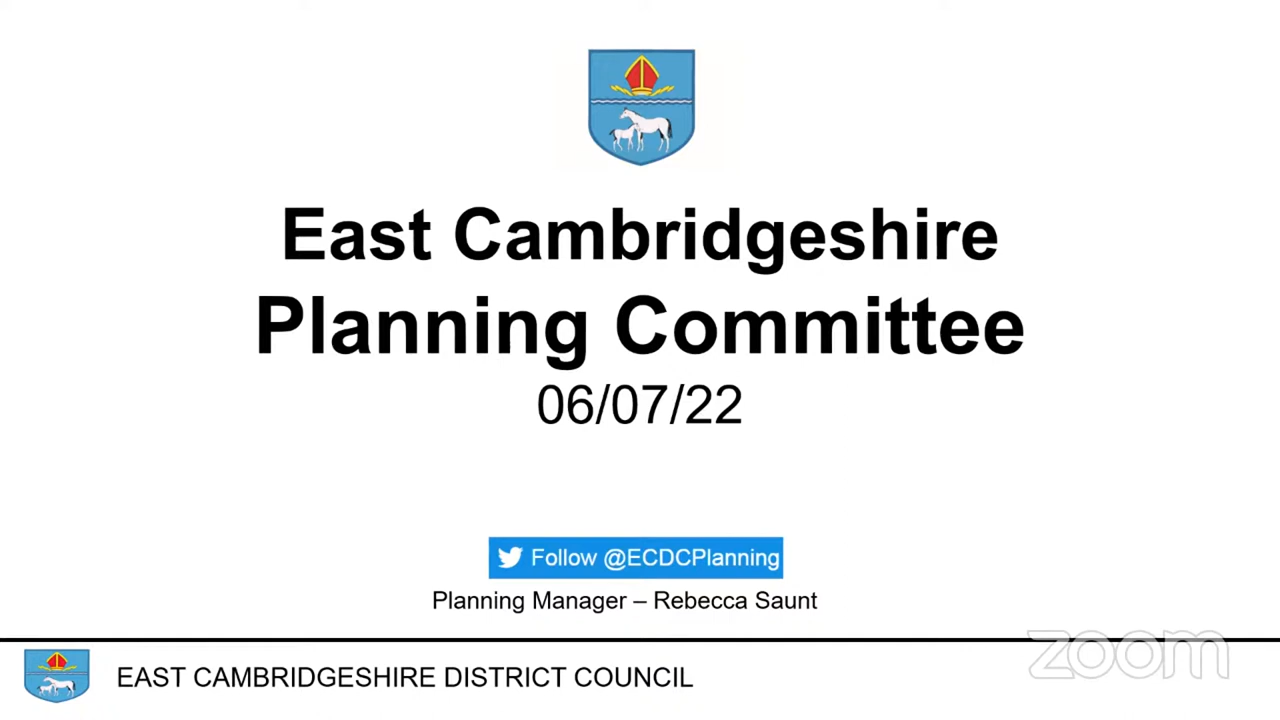 East Cambridgeshire
Planning Committee
06/07/22
Follow @ECDCPlanning
Planning Manager – Rebecca Saunt
zoom
EAST CAMBRIDGESHIRE DISTRICT COUNCIL